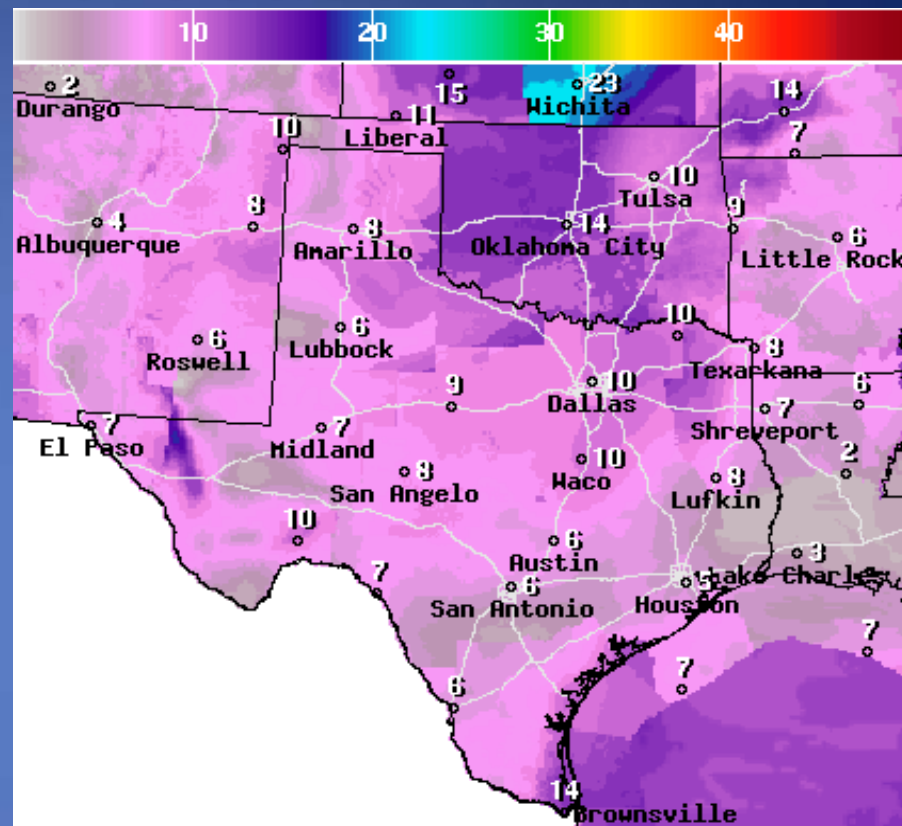 10 20 30 40
2
Durango
15
23
Wichita
14
11
Liberal
7
10
10
Tulsa
4
Albuquerque
8
8
Amarillo
14
Oklahoma City
9
6
Little Rock
6
Roswell
6
Lubbock
10
8
Texarkana
10
Dallas
9
7
Shreveport
6
7
El Paso
7
Midland
8
San Angelo
10
Waco
8
Lufkin
2
10
6
Austin
3
Lake Charles
7
6
San Antonio
5
Houston
7
7
6
14
Brownsville